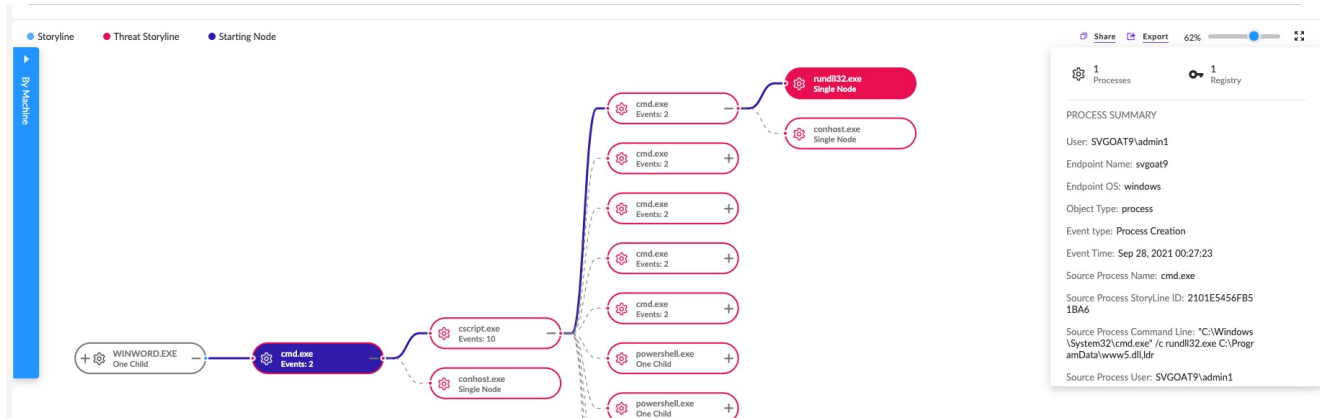 Storyline
Threat Storyline
Starting Node
Share
Export
62%
By Machine
WINWORD.EXE
One Child
cmd.exe
Events: 2
cscript.exe
Events: 10
conhost.exe
Single Node
cmd.exe
Events: 2
cmd.exe
Events: 2
cmd.exe
Events: 2
cmd.exe
Events: 2
cmd.exe
Events: 2
powershell.exe
One Child
powershell.exe
One Child
rundll32.exe
Single Node
conhost.exe
Single Node
1
Processes
1
Registry
PROCESS SUMMARY
User: SVGOAT9\admin1
Endpoint Name: svgoat9
Endpoint OS: windows
Object Type: process
Event type: Process Creation
Event Time: Sep 28, 2021 00:27:23
Source Process Name: cmd.exe
Source Process StoryLine ID: 2101E5456FB5
1BA6
Source Process Command Line: "C:\Windows
\System32\cmd.exe" /c rundll32.exe C:\Progr
amData\www5.dll,ldr
Source Process User: SVGOAT9\admin1